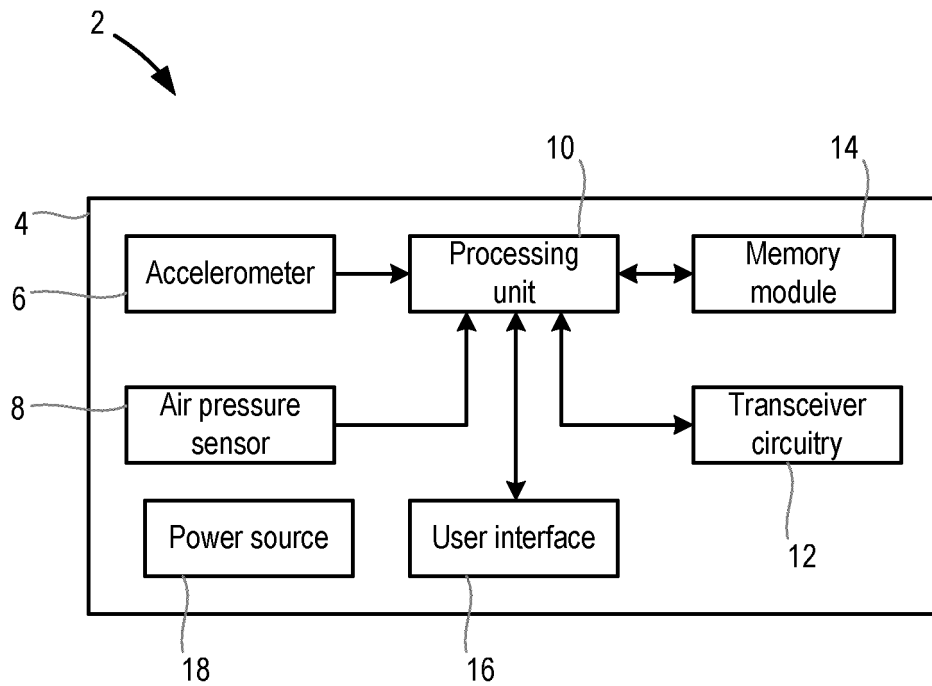 2
10
14
4
Accelerometer
Processing
unit
Memory
module
6
8
Air pressure
sensor
Transceiver
circuitry
Power source
User interface
12
18
16